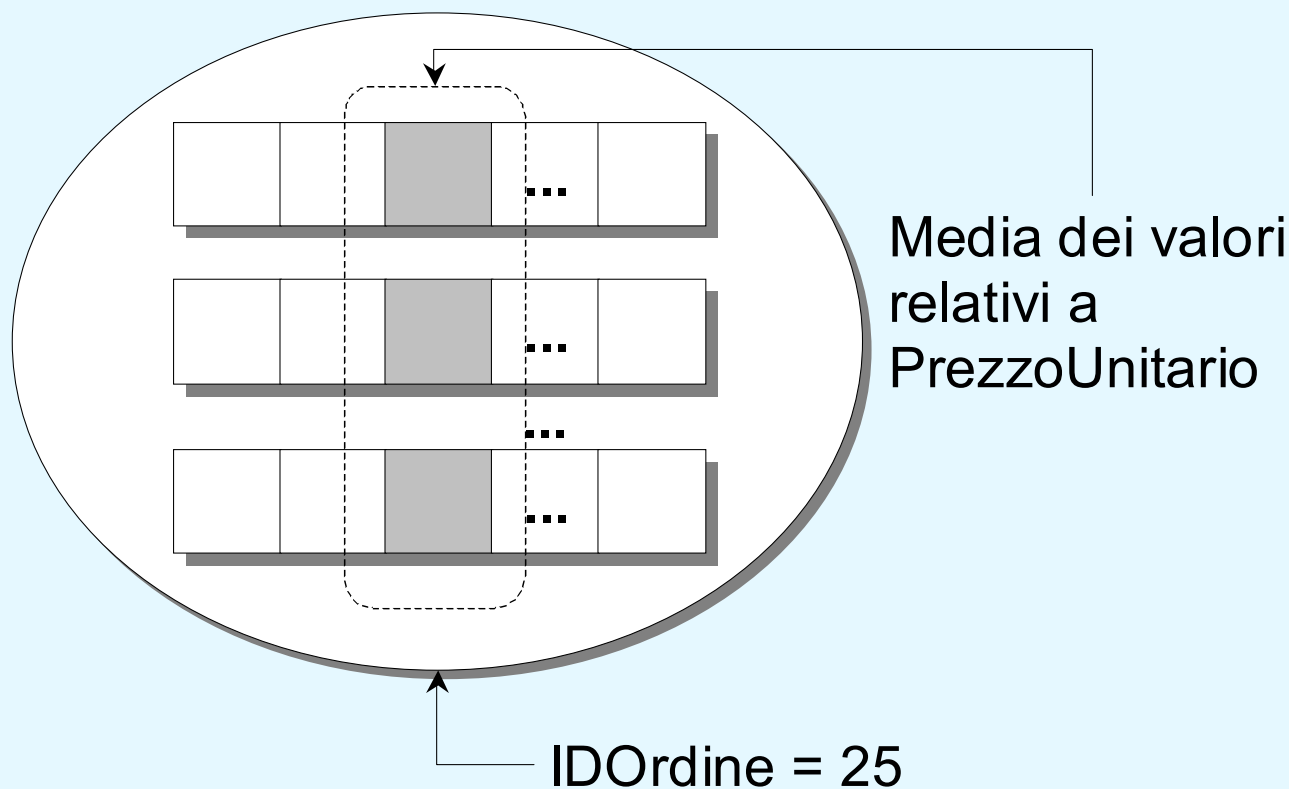 ...
Media dei valori
relativi a
PrezzoUnitario
...
...
...
IDOrdine = 25